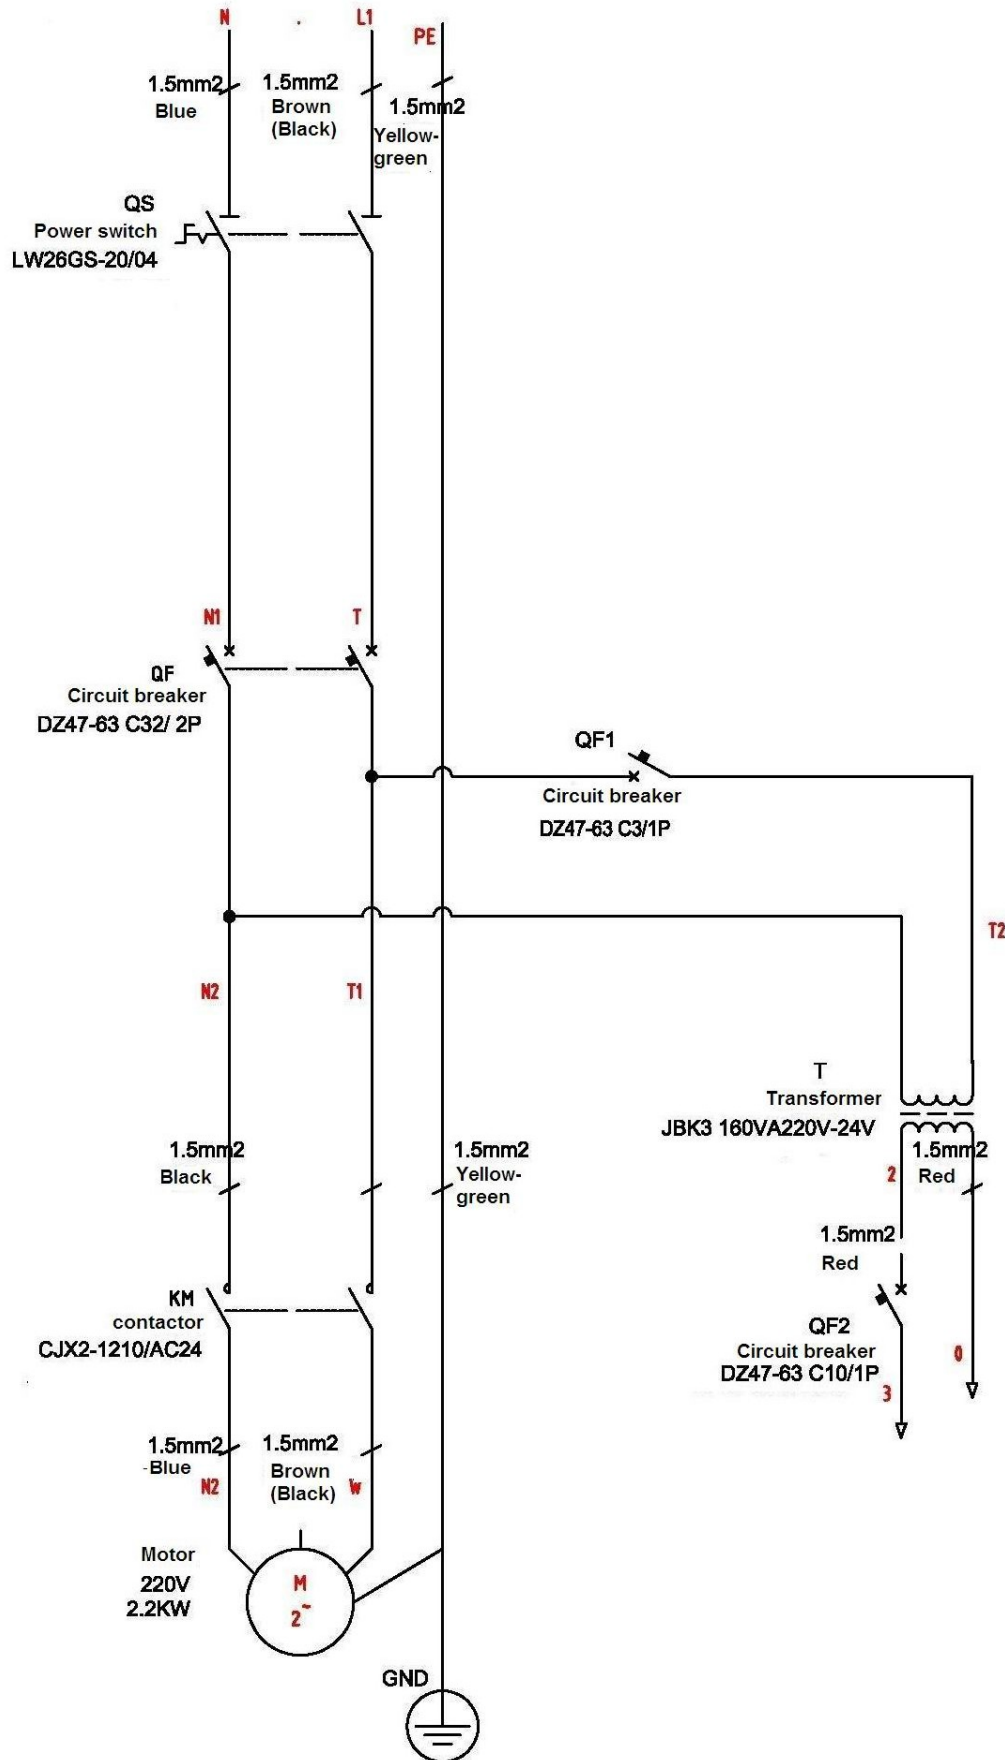 N
L1
PE
1.5mm2
Blue
1.5mm2
Brown
(Black)
1.5mm2
Yellow-
green
QS
Power switch
LW26GS-20/04
N1
T
QF
Circuit breaker
DZ47-63 C32/ 2P
QF1
Circuit breaker
DZ47-63 C3/1P
T2
N2
T1
T
Transformer
JBK3 160VA220V-24V
1.5mm2
Black
1.5mm2
Yellow-
green
2
1.5mm2
Red
1.5mm2
Red
KM
contactor
CJX2-1210/AC24
QF2
Circuit breaker
DZ47-63 C10/1P
0
3
1.5mm2
-Blue
N2
1.5mm2
Brown
(Black)
W
Motor
220V
2.2KW
M
2~
GND